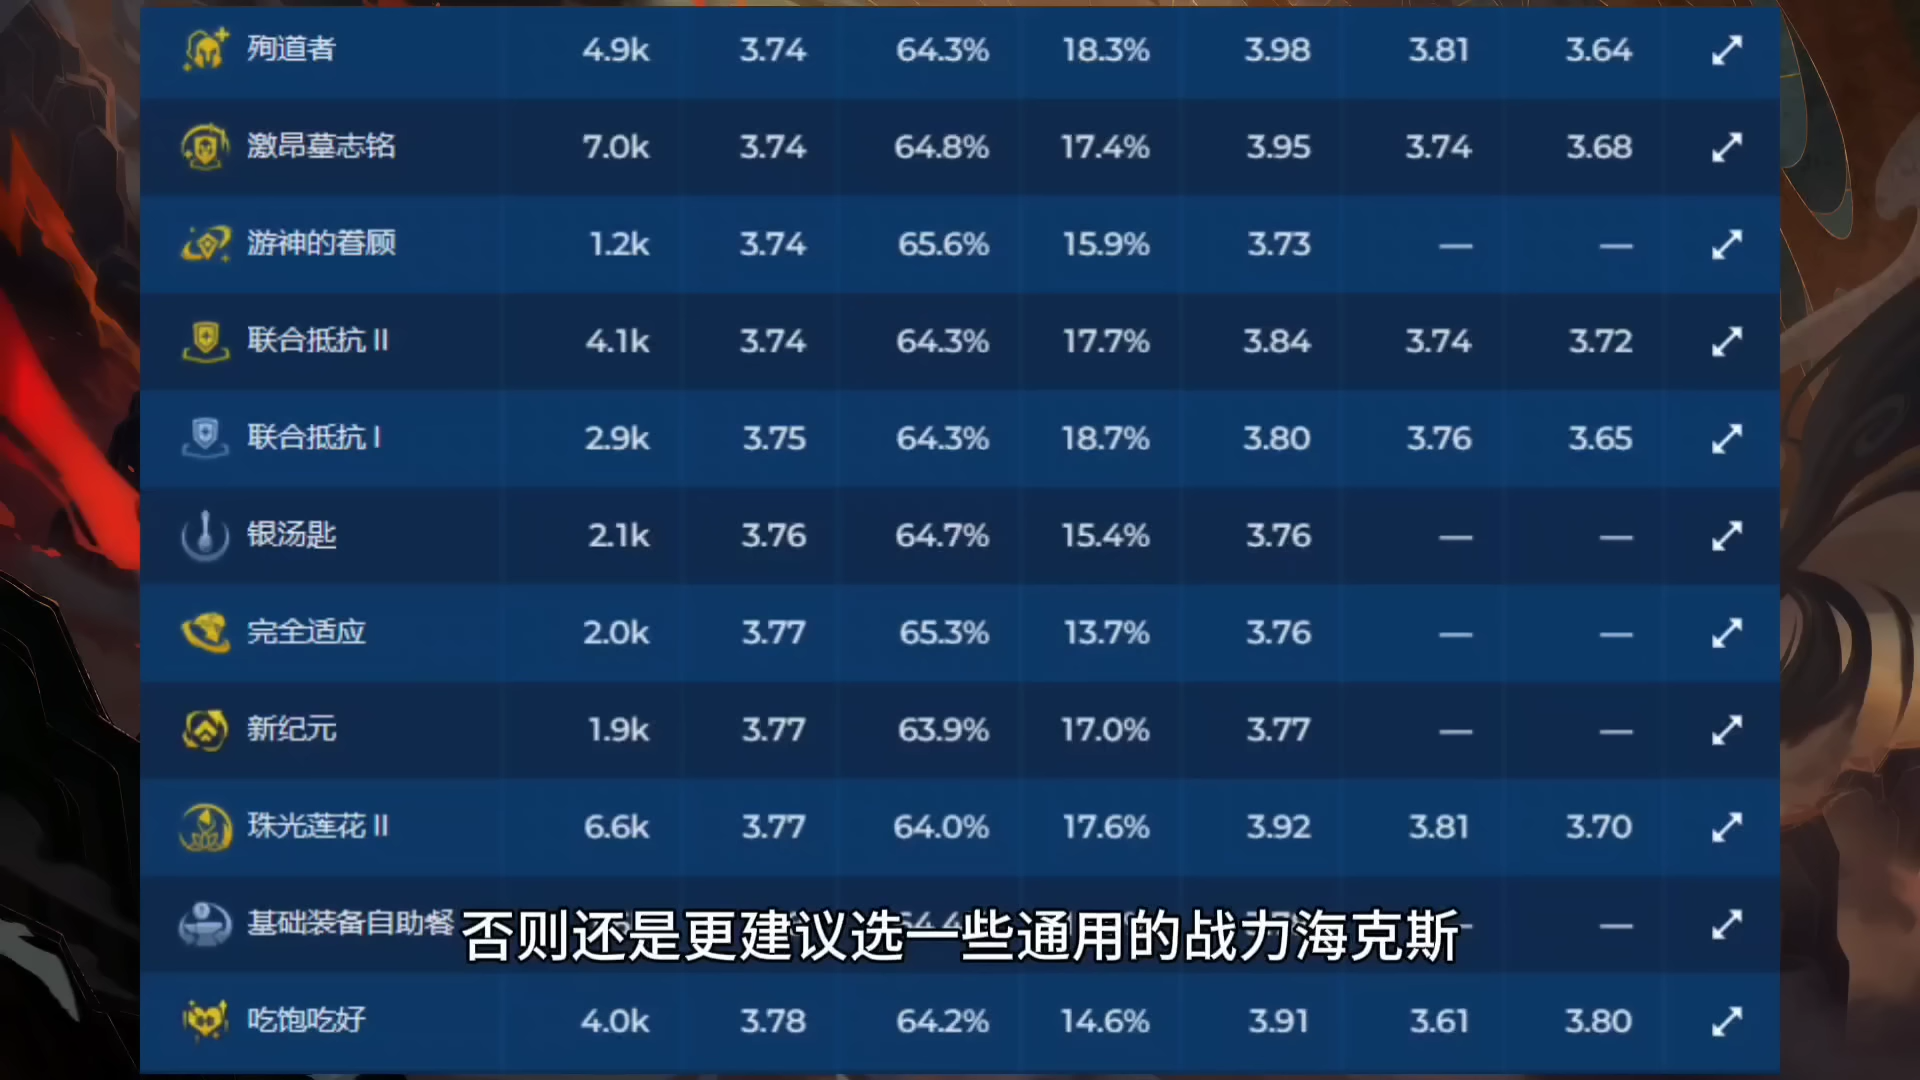 殉道者 4.9k 3.74 64.3% 18.3% 3.98 3.81 3.64
激昂墓志铭 7.0k 3.74 64.8% 17.4% 3.95 3.74 3.68
游神的眷顾 1.2k 3.74 65.6% 15.9% 3.73 — —
联合抵抗 II 4.1k 3.74 64.3% 17.7% 3.84 3.74 3.72
联合抵抗 I 2.9k 3.75 64.3% 18.7% 3.80 3.76 3.65
银汤匙 2.1k 3.76 64.7% 15.4% 3.76 — —
完全适应 2.0k 3.77 65.3% 13.7% 3.76 — —
新纪元 1.9k 3.77 63.9% 17.0% 3.77 — —
珠光莲花 II 6.6k 3.77 64.0% 17.6% 3.92 3.81 3.70
基础装备自助餐 — —
否则还是更建议选一些通用的战力海克斯
吃饱吃好 4.0k 3.78 64.2% 14.6% 3.91 3.61 3.80